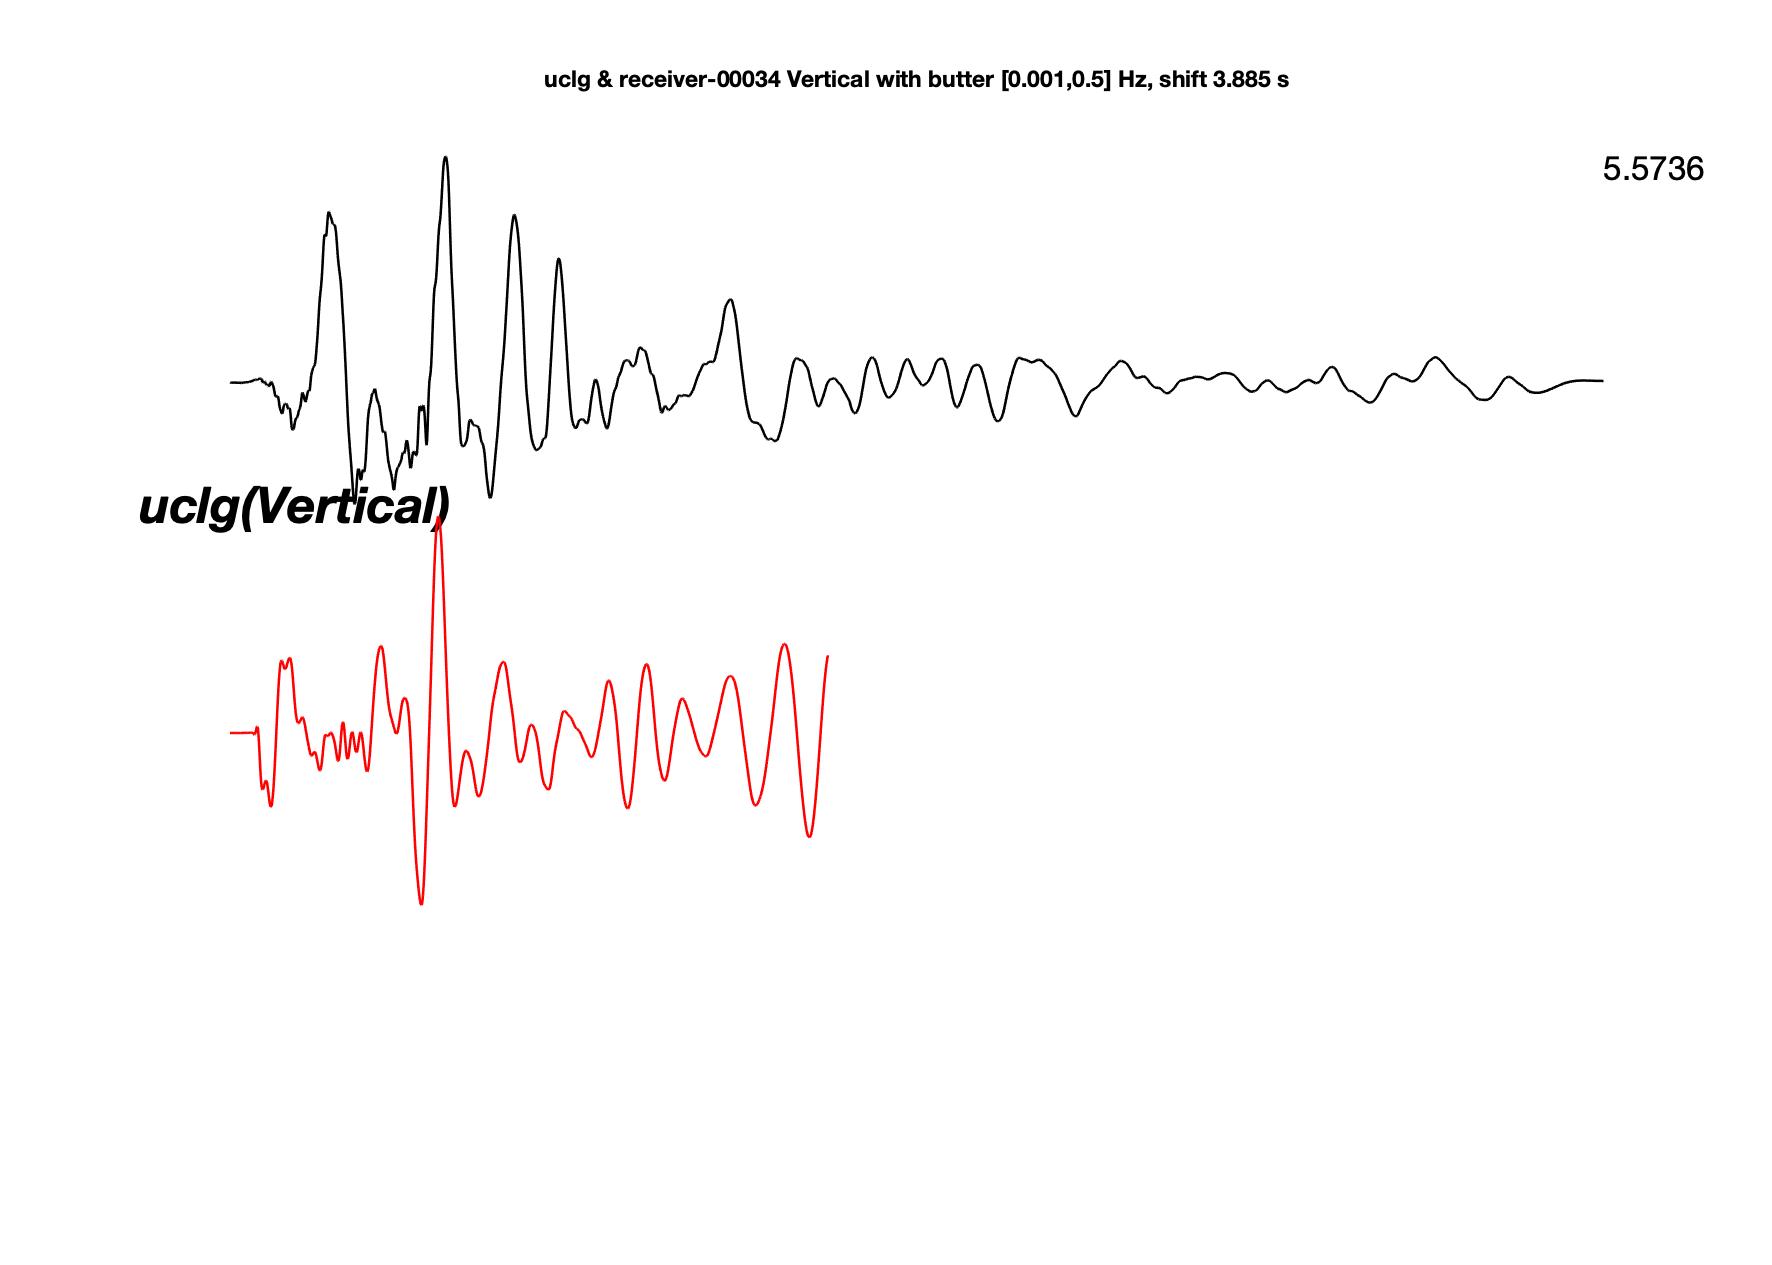 uclg & receiver-00034 Vertical with butter [0.001,0.5] Hz, shift 3.885 s
5.5736
uclg(Vertical)